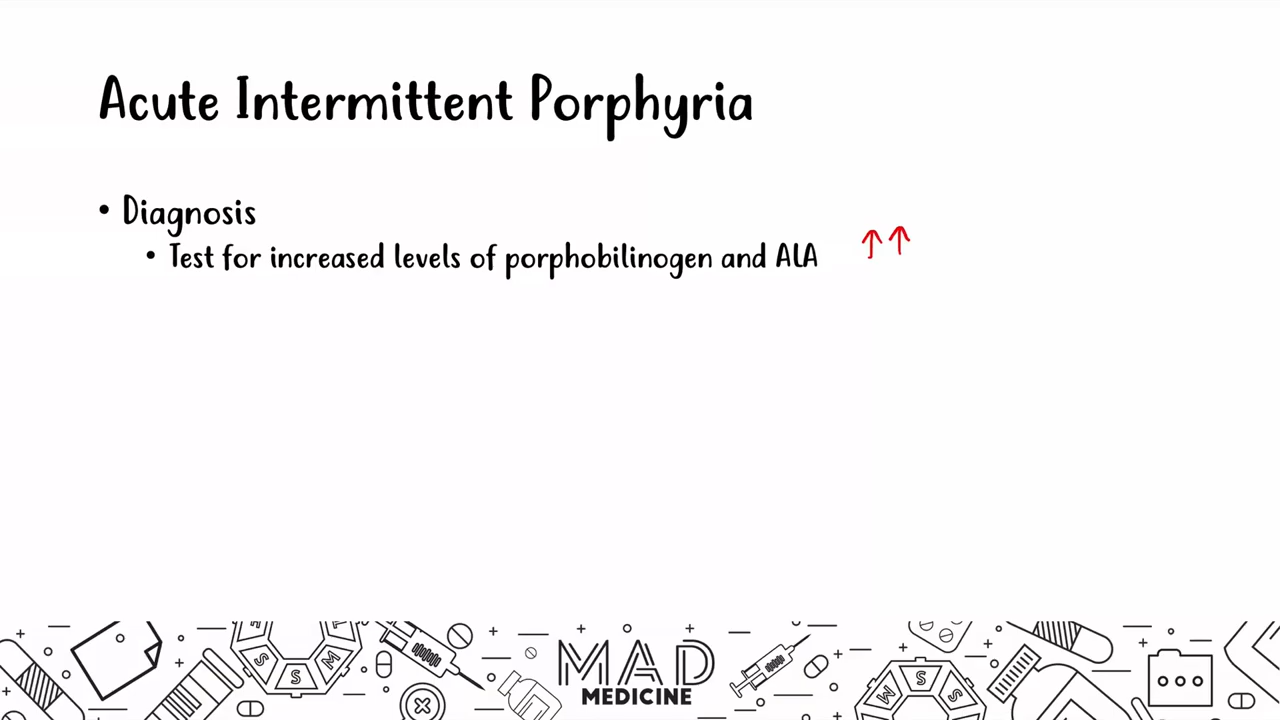 Acute Intermittent Porphyria
• Diagnosis
• Test for increased levels of porphobilinogen and ALA ↑↑
S S M
MAD
MEDICINE
M S S